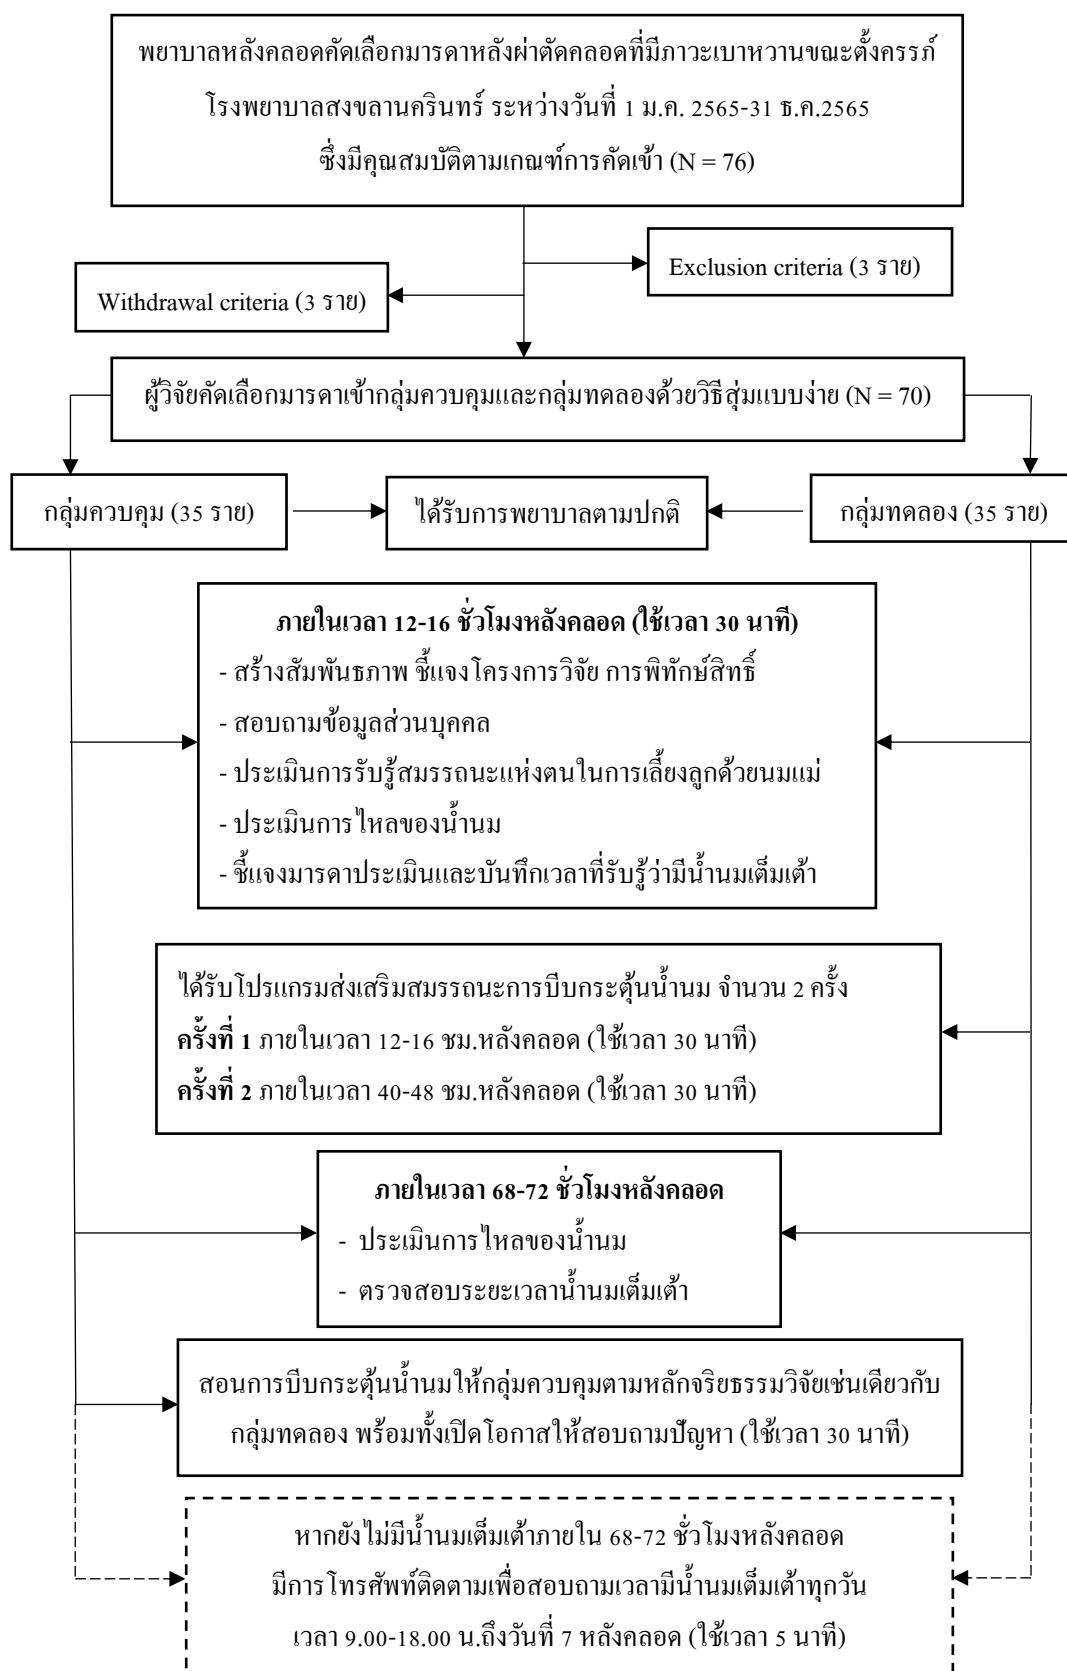 พยาบาลหลังคลอดคัดเลือกมารดาหลังผ่าตัดคลอดที่มีภาวะเบาหวานขณะตั้งครรภ์
โรงพยาบาลสงขลานครินทร์ ระหว่างวันที่ 1 ม.ค. 2565-31 ธ.ค.2565
ซึ่งมีคุณสมบัติตามเกณฑ์การคัดเข้า (N = 76)
Exclusion criteria (3 ราย)
Withdrawal criteria (3 ราย)
ผู้วิจัยคัดเลือกมารดาเข้ากลุ่มควบคุมและกลุ่มทดลองด้วยวิธีสุ่มแบบง่าย (N = 70)
กลุ่มควบคุม (35 ราย)
ได้รับการพยาบาลตามปกติ
กลุ่มทดลอง (35 ราย)
ภายในเวลา 12-16 ชั่วโมงหลังคลอด (ใช้เวลา 30 นาที)
- สร้างสัมพันธภาพ ชี้แจงโครงการวิจัย การพิทักษ์สิทธิ์
- สอบถามข้อมูลส่วนบุคคล
- ประเมินการรับรู้สมรรถนะแห่งตนในการเลี้ยงลูกด้วยนมแม่
- ประเมินการไหลของน้ำนม
- ชี้แจงมารดาประเมินและบันทึกเวลาที่รับรู้ว่ามีน้ำนมเต็มเต้า
ได้รับโปรแกรมส่งเสริมสมรรถนะการบีบกระตุ้นน้ำนม จำนวน 2 ครั้ง
ครั้งที่ 1 ภายในเวลา 12-16 ชม.หลังคลอด (ใช้เวลา 30 นาที)
ครั้งที่ 2 ภายในเวลา 40-48 ชม.หลังคลอด (ใช้เวลา 30 นาที)
ภายในเวลา 68-72 ชั่วโมงหลังคลอด
- ประเมินการไหลของน้ำนม
- ตรวจสอบระยะเวลาน้ำนมเต็มเต้า
สอนการบีบกระตุ้นน้ำนมให้กลุ่มควบคุมตามหลักจริยธรรมวิจัยเช่นเดียวกับ
กลุ่มทดลอง พร้อมทั้งเปิดโอกาสให้สอบถามปัญหา (ใช้เวลา 30 นาที)
หากยังไม่มีน้ำนมเต็มเต้าภายใน 68-72 ชั่วโมงหลังคลอด
มีการโทรศัพท์ติดตามเพื่อสอบถามเวลามีน้ำนมเต็มเต้าทุกวัน
เวลา 9.00-18.00 น.ถึงวันที่ 7 หลังคลอด (ใช้เวลา 5 นาที)